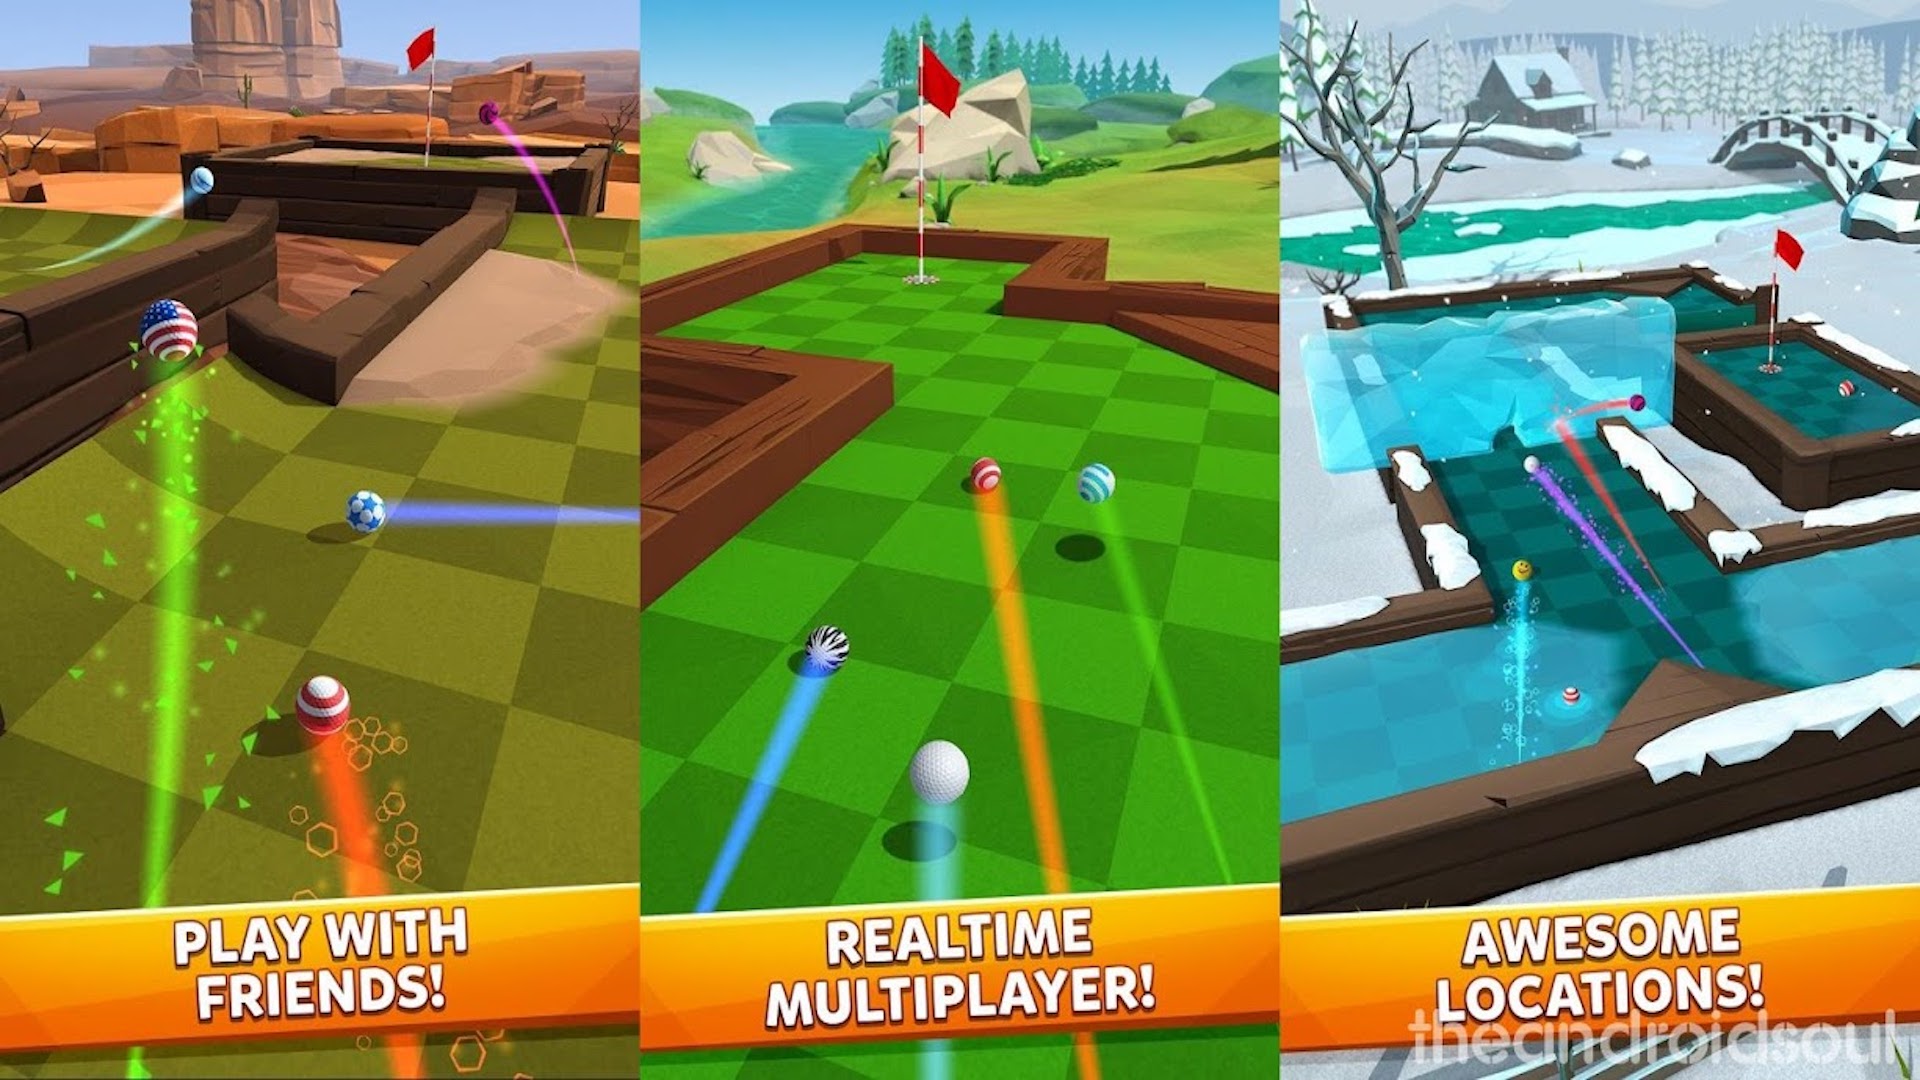 PLAY WITH
FRIENDS!
REALTIME
MULTIPLAYER!
AWESOME
LOCATIONS!
theandroidsoul